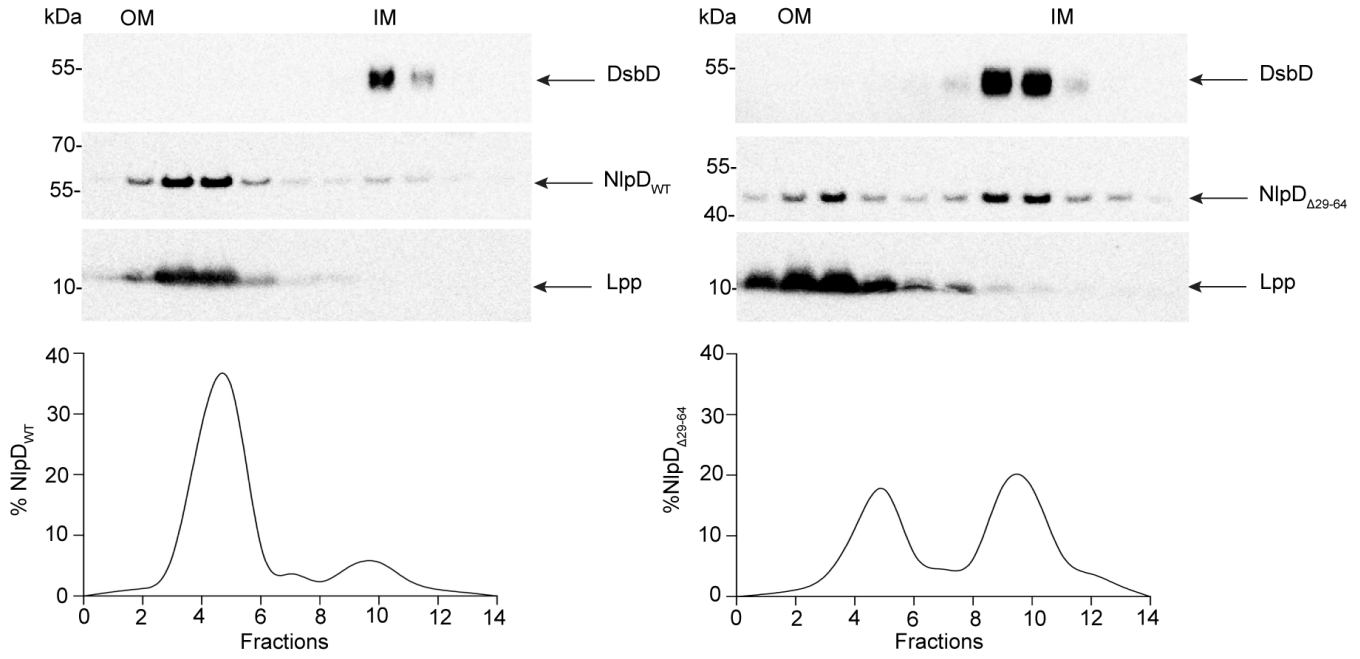 kDa OM IM
55- DsbD
70-
55- NlpDWT
10- Lpp
% NlpDWT
40
30
20
10
0
0 2 4 6 8 10 12 14
Fractions
kDa OM IM
55- DsbD
55-
40- NlpDΔ29-64
10- Lpp
%NlpDΔ29-64
40
30
20
10
0
0 2 4 6 8 10 12 14
Fractions